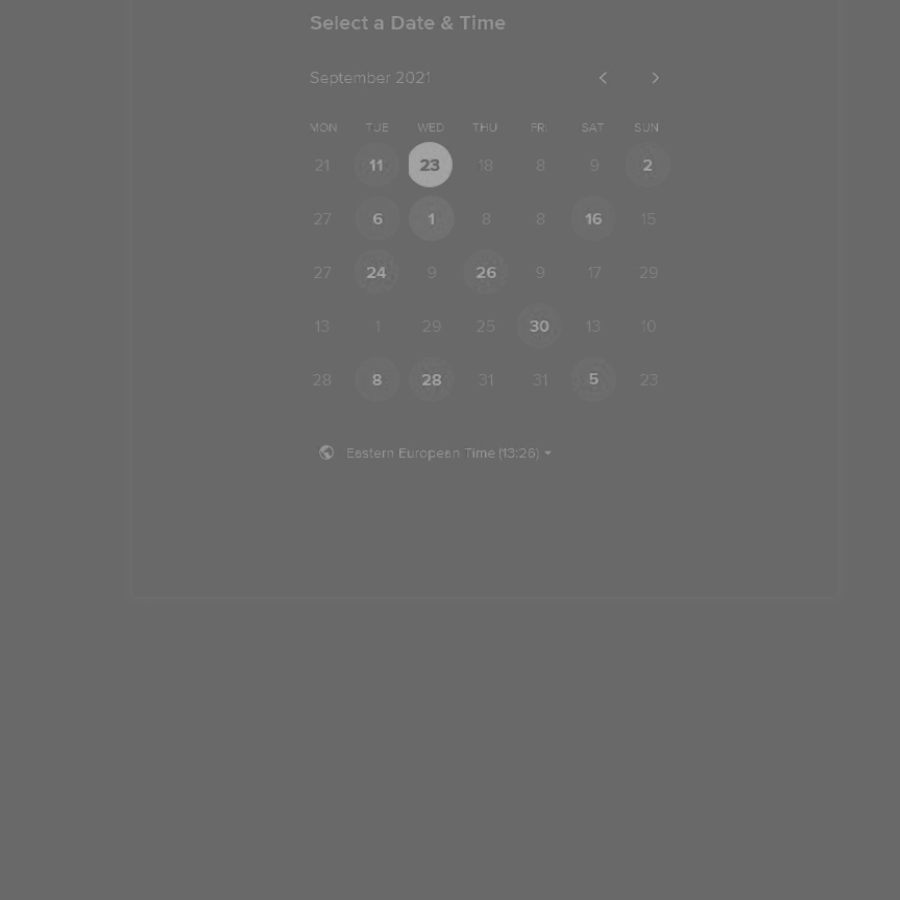 Select a Date & Time
September 2021
MON TUE WED THU FRI SAT SUN
21 11 23 18 8 9 2
27 6 1 8 8 16 15
27 24 9 26 9 17 29
13 1 29 25 30 13 10
28 8 28 31 31 5 23
Eastern European Time (13:26)